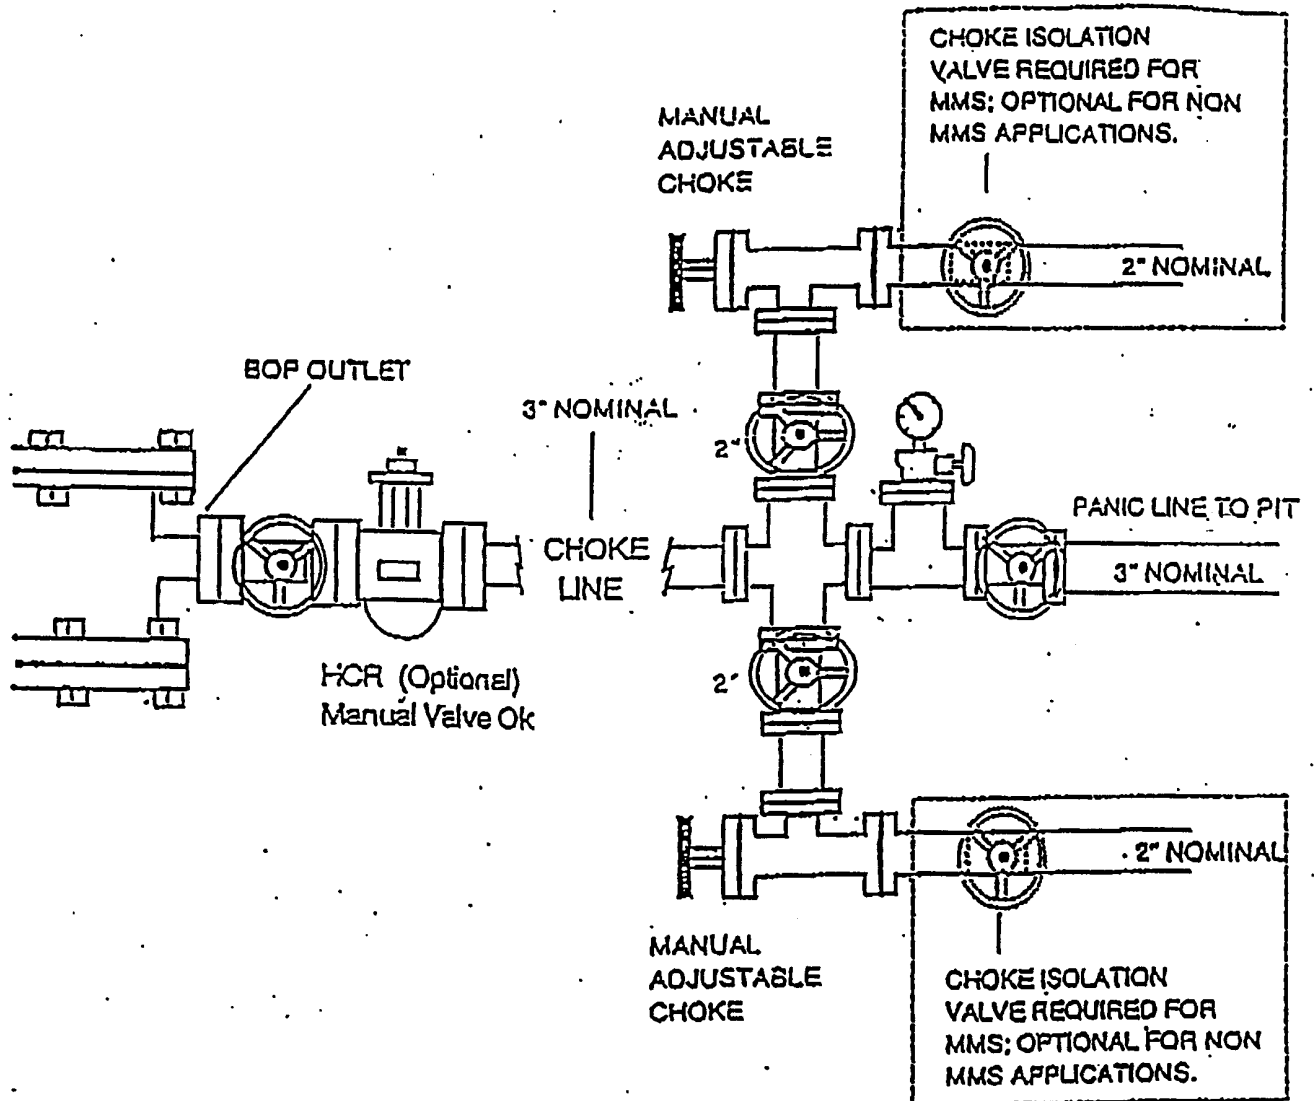 CHOKE ISOLATION
VALVE REQUIRED FOR
MMS; OPTIONAL FOR NON
MMS APPLICATIONS.
MANUAL
ADJUSTABLE
CHOKE
2" NOMINAL
BOP OUTLET
3" NOMINAL
2"
PANIC LINE TO PIT
3" NOMINAL
CHOKE
LINE
HCR (Optional)
Manual Valve Ok
2"
2" NOMINAL
MANUAL
ADJUSTABLE
CHOKE
CHOKE ISOLATION
VALVE REQUIRED FOR
MMS; OPTIONAL FOR NON
MMS APPLICATIONS.